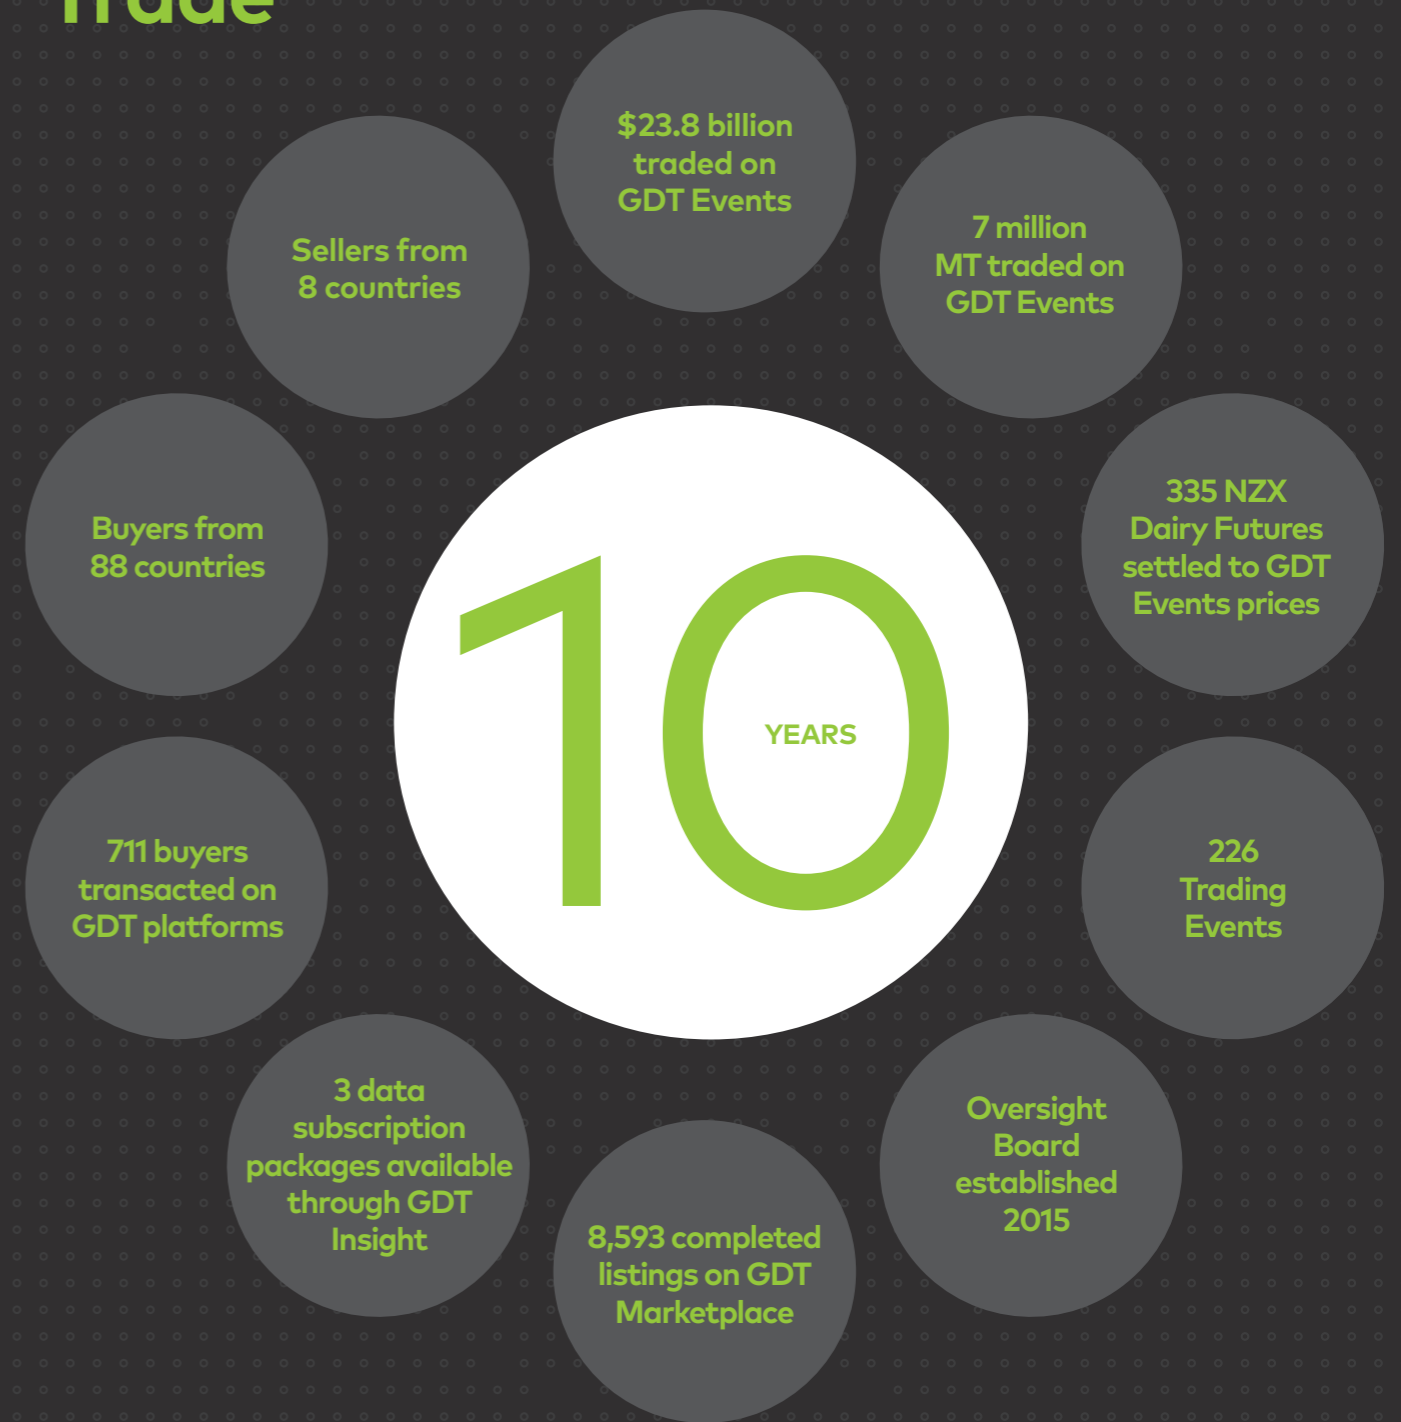 Trade
$23.8 billion
traded on
GDT Events
7 million
MT traded on
GDT Events
335 NZX
Dairy Futures
settled to GDT
Events prices
226
Trading
Events
Oversight
Board
established
2015
8,593 completed
listings on GDT
Marketplace
3 data
subscription
packages available
through GDT
Insight
711 buyers
transacted on
GDT platforms
Buyers from
88 countries
Sellers from
8 countries
10
YEARS